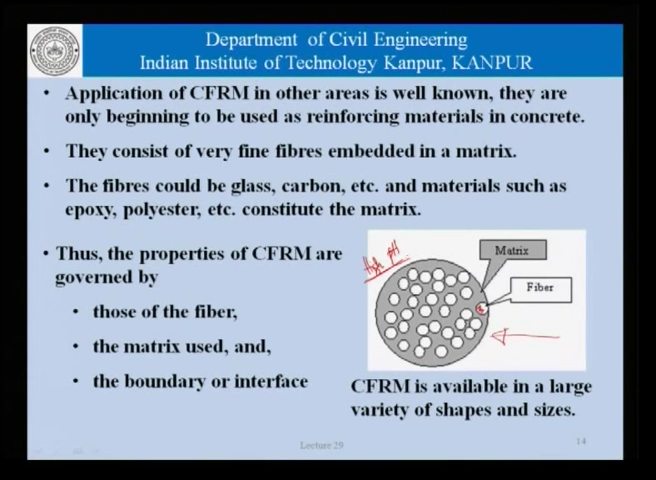 Department of Civil Engineering
Indian Institute of Technology Kanpur, KANPUR
• Application of CFRM in other areas is well known, they are
only beginning to be used as reinforcing materials in concrete.
• They consist of very fine fibres embedded in a matrix.
• The fibres could be glass, carbon, etc. and materials such as
epoxy, polyester, etc. constitute the matrix.
• Thus, the properties of CFRM are
governed by
• those of the fiber,
• the matrix used, and,
• the boundary or interface
High pH
Matrix
Fiber
CFRM is available in a large
variety of shapes and sizes.
Lecture 29
14